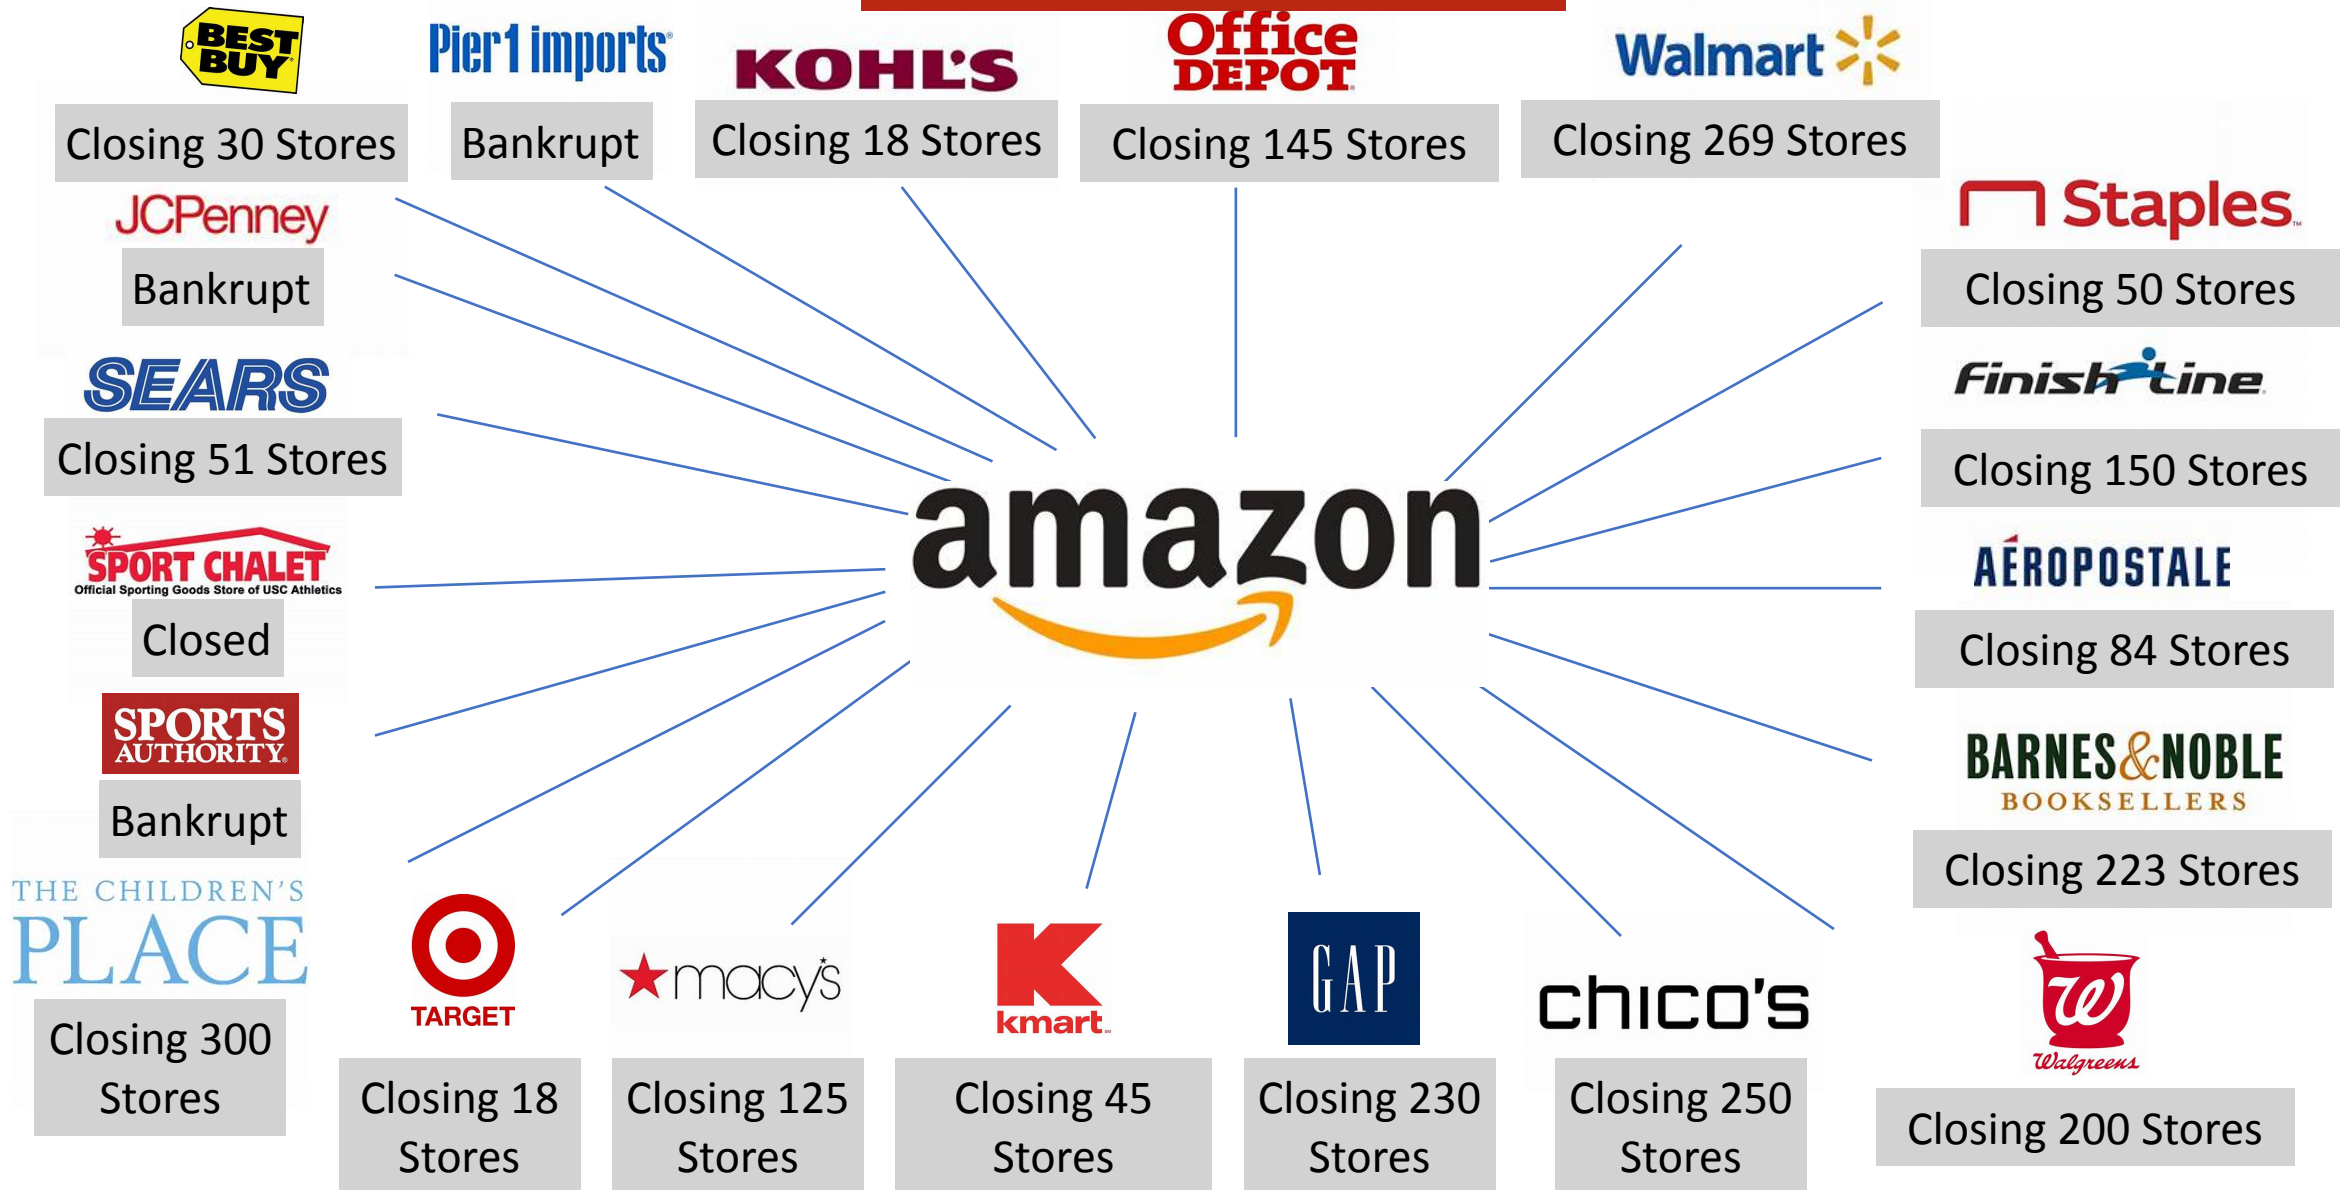 BEST
BUY
Closing 30 Stores
Pier 1 imports®
Bankrupt
KOHL'S
Closing 18 Stores
Office
DEPOT
Closing 145 Stores
Walmart
Closing 269 Stores
JCPenney
Bankrupt
Staples™
Closing 50 Stores
SEARS
Closing 51 Stores
Finish Line
Closing 150 Stores
amazon
SPORT CHALET
Official Sporting Goods Store of USC Athletics
Closed
AÉROPOSTALE
Closing 84 Stores
SPORTS
AUTHORITY
Bankrupt
BARNES&NOBLE
BOOKSELLERS
Closing 223 Stores
THE CHILDREN'S
PLACE
Closing 300
Stores
TARGET
Closing 18
Stores
macy's
Closing 125
Stores
K
kmart
Closing 45
Stores
GAP
Closing 230
Stores
chico's
Closing 250
Stores
W
Walgreens
Closing 200 Stores